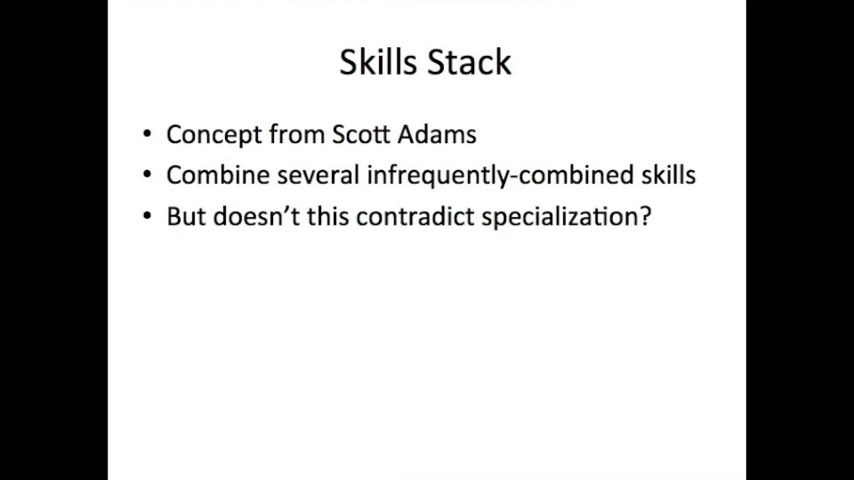 Skills Stack
• Concept from Scott Adams
• Combine several infrequently-combined skills
• But doesn’t this contradict specialization?